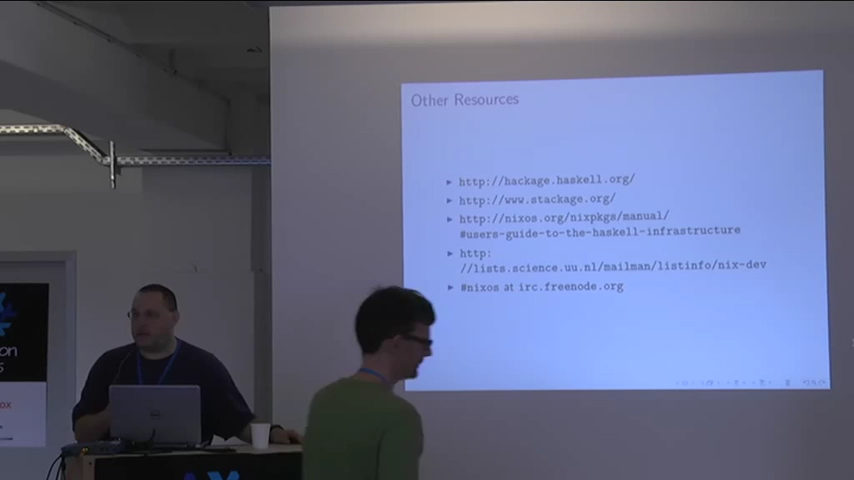 Other Resources
http://hackage.haskell.org/
http://www.stackage.org/
http://nixos.org/nixpkgs/manual/
#users-guide-to-the-haskell-infrastructure
http:
//lists.science.uu.nl/mailman/listinfo/nix-dev
#nixos at irc.freenode.org